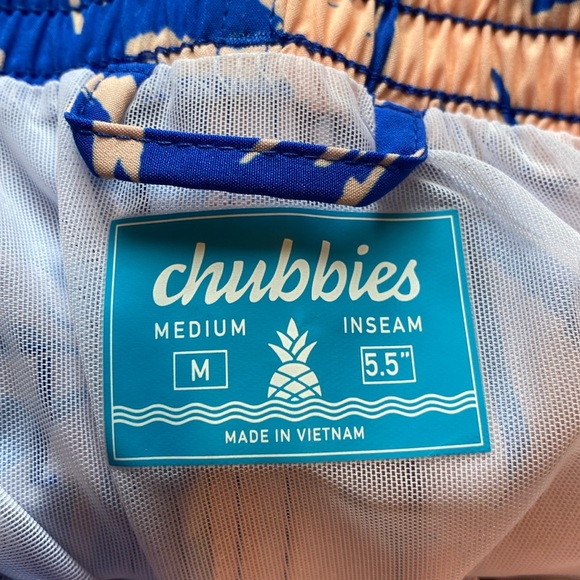 chubbies
MEDIUM INSEAM
M 5.5"
MADE IN VIETNAM